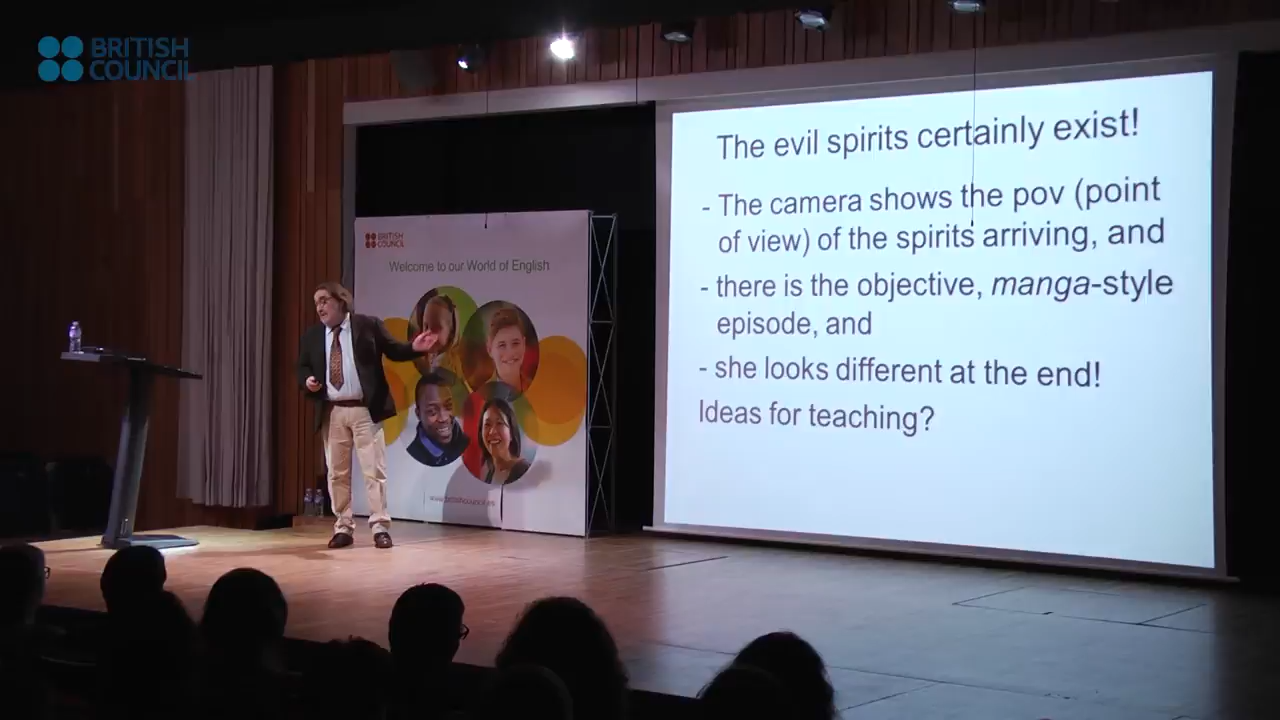 BRITISH
COUNCIL
BRITISH
COUNCIL
Welcome to our World of English
The evil spirits certainly exist!
- The camera shows the pov (point
of view) of the spirits arriving, and
- there is the objective, manga-style
episode, and
- she looks different at the end!
Ideas for teaching?